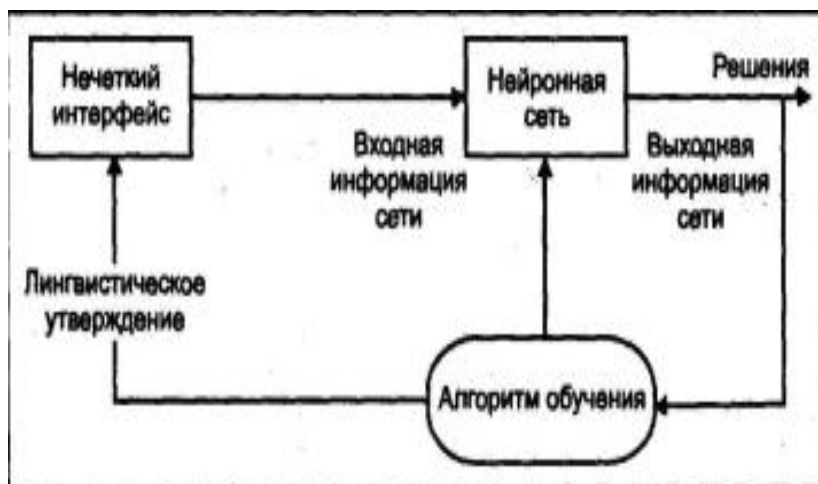 Нечеткий
интерфейс
Входная
информация
сети
Нейронная
сеть
Решения
Выходная
информация
сети
Лингвистическое
утверждение
Алгоритм обучения